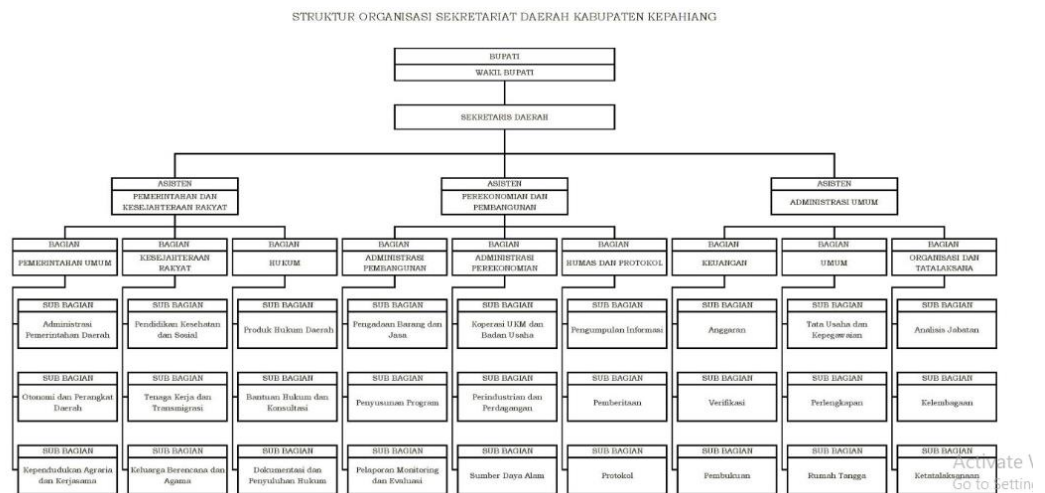 STRUKTUR ORGANISASI SEKRETARIAT DAERAH KABUPATEN KEPAHIANG
BUPATI
WAKIL BUPATI
SEKRETARIS DAERAH
ASISTEN
PEMERINTAHAN DAN
KESEJAHTERAAN RAKYAT
ASISTEN
PEREKONOMIAN DAN
PEMBANGUNAN
ASISTEN
ADMINISTRASI UMUM
BAGIAN
PEMERINTAHAN UMUM
BAGIAN
KESEJAHTERAAN
RAKYAT
BAGIAN
HUKUM
BAGIAN
ADMINISTRASI
PEMBANGUNAN
BAGIAN
ADMINISTRASI
PEREKONOMIAN
BAGIAN
HUMAS DAN PROTOKOL
BAGIAN
KEUANGAN
BAGIAN
UMUM
BAGIAN
ORGANISASI DAN
TATALAKSANA
SUB BAGIAN
Administrasi
Pemerintahan Daerah
SUB BAGIAN
Pendidikan Kesehatan
dan Sosial
SUB BAGIAN
Produk Hukum Daerah
SUB BAGIAN
Pengadaan Barang dan
Jasa
SUB BAGIAN
Koperasi UKM dan
Badan Usaha
SUB BAGIAN
Pengumpulan Informasi
SUB BAGIAN
Anggaran
SUB BAGIAN
Tata Usaha dan
Kepegawaian
SUB BAGIAN
Analisis Jabatan
SUB BAGIAN
Otonomi dan Perangkat
Daerah
SUB BAGIAN
Tenaga Kerja dan
Transmigrasi
SUB BAGIAN
Bantuan Hukum dan
Konsultasi
SUB BAGIAN
Penyusunan Program
SUB BAGIAN
Perindustrian dan
Perdagangan
SUB BAGIAN
Pemberitaan
SUB BAGIAN
Verifikasi
SUB BAGIAN
Perlengkapan
SUB BAGIAN
Kelembagaan
SUB BAGIAN
Kependudukan Agraria
dan Kerjasama
SUB BAGIAN
Keluarga Berencana dan
Agama
SUB BAGIAN
Dokumentasi dan
Penyuluhan Hukum
SUB BAGIAN
Pelaporan Monitoring
dan Evaluasi
SUB BAGIAN
Sumber Daya Alam
SUB BAGIAN
Protokol
SUB BAGIAN
Pembukuan
SUB BAGIAN
Rumah Tangga
SUB BAGIAN
Ketatalaksanaan
Activate
Go to Settin